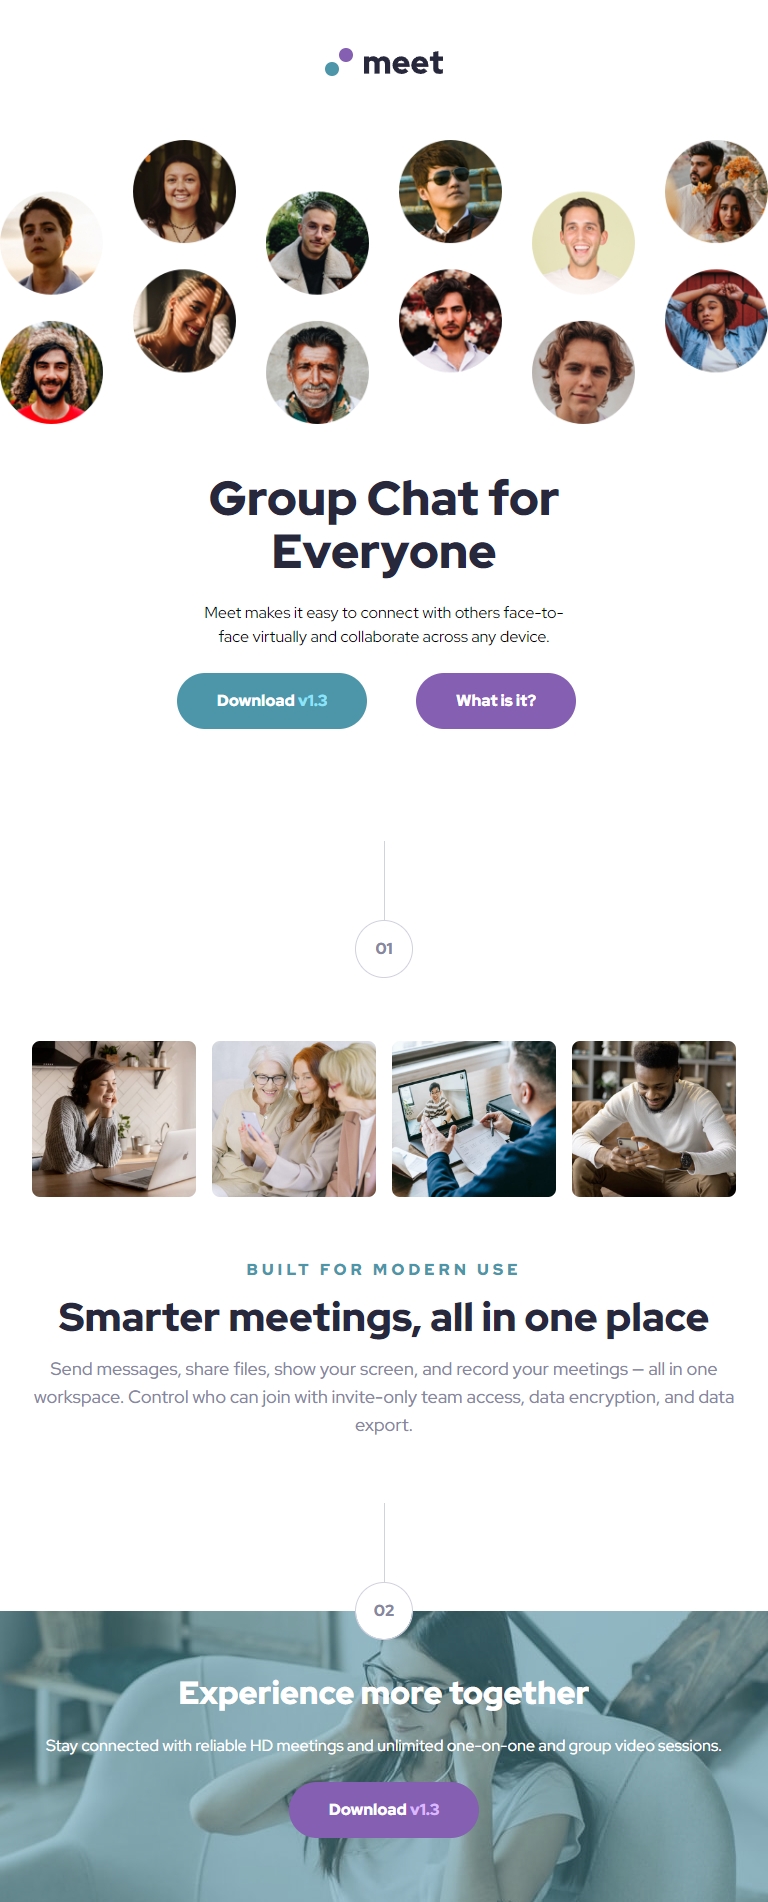 meet
Group Chat for
Everyone
Meet makes it easy to connect with others face-to-
face virtually and collaborate across any device.
Download v1.3
What is it?
01
BUILT FOR MODERN USE
Smarter meetings, all in one place
Send messages, share files, show your screen, and record your meetings — all in one
workspace. Control who can join with invite-only team access, data encryption, and data
export.
02
Experience more together
Stay connected with reliable HD meetings and unlimited one-on-one and group video sessions.
Download v1.3